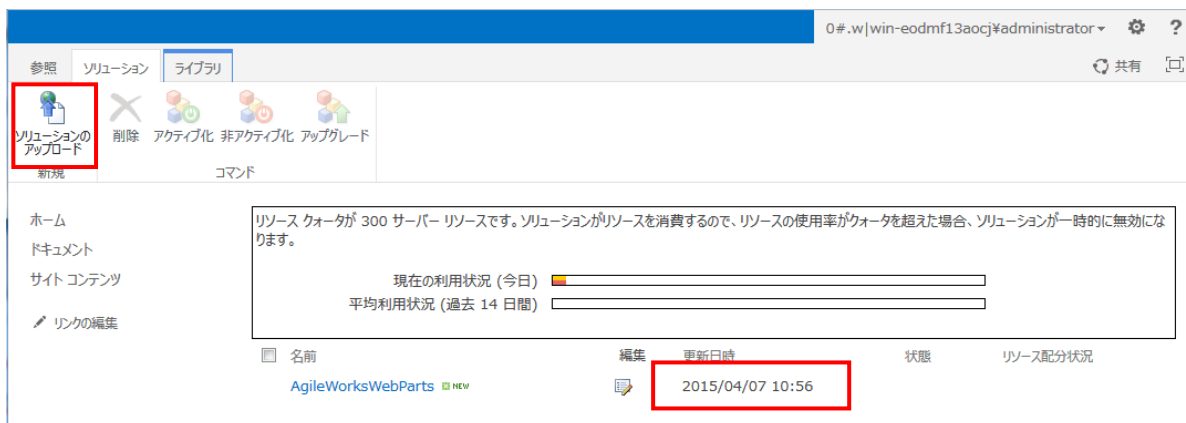 0#.w|win-eodmf13aocj¥administrator ?
参照 ソリューション ライブラリ 共有
ソリューションの
アップロード
削除 アクティブ化 非アクティブ化 アップグレード
新規 コマンド
ホーム
ドキュメント
サイト コンテンツ
リンクの編集
リソース クォータが 300 サーバー リソースです。ソリューションがリソースを消費するので、リソースの使用率がクォータを超えた場合、ソリューションが一時的に無効にな
ります。
現在の利用状況 (今日)
平均利用状況 (過去 14 日間)
名前 編集 更新日時 状態 リソース配分状況
AgileWorksWebParts NEW 2015/04/07 10:56